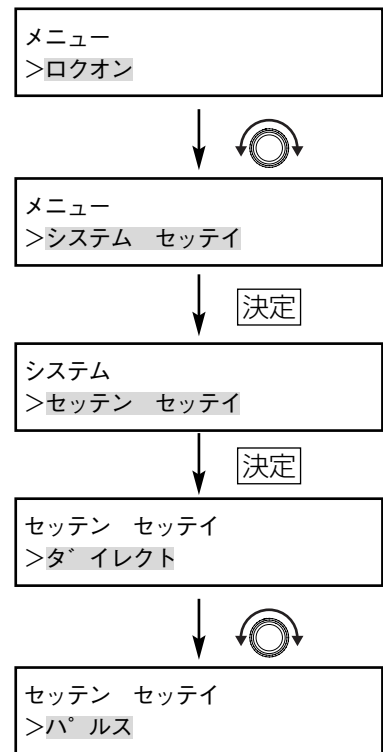 メニュー
>ロクオン
メニュー
>システム　セッテイ
決定
システム
>セッテン　セッテイ
決定
セッテン　セッテイ
>タ゛イレクト
セッテン　セッテイ
>ハ゜ルス